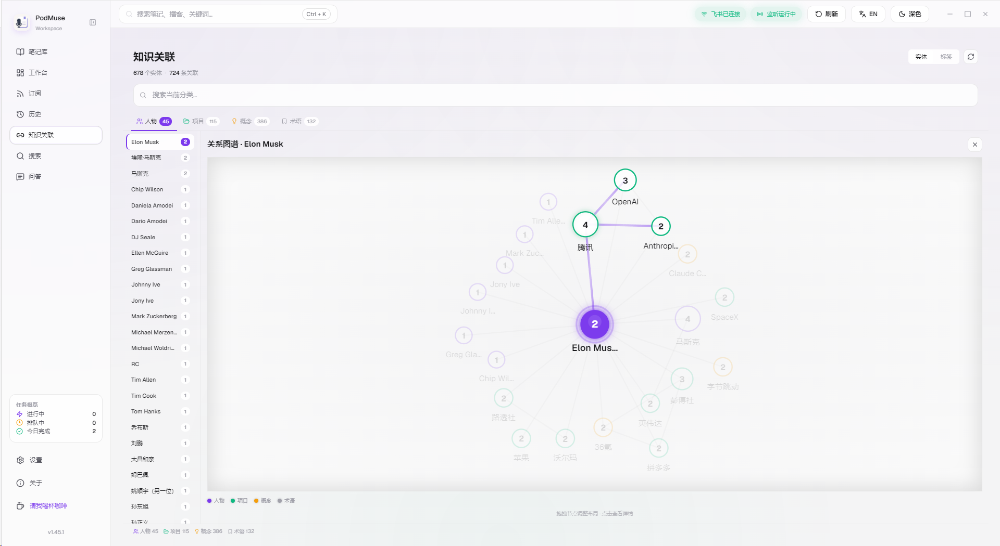 PodMuse
Workspace
搜索笔记、播客、关键词...
Ctrl + K
飞书已连接
监听运行中
刷新
EN
深色
笔记库
工作台
订阅
历史
知识关联
搜索
问答
任务概览
进行中 0
排队中 0
今日完成 2
设置
关于
请我喝杯咖啡
v1.45.1
知识关联
678 个实体 · 724 条关联
实体
标签
搜索当前分类...
人物 45
项目 115
概念 386
术语 132
Elon Musk 2
埃隆·马斯克 2
马斯克 2
Chip Wilson 1
Daniela Amodei 1
Dario Amodei 1
DJ Seale 1
Ellen McGuire 1
Greg Glassman 1
Johnny Ive 1
Jony Ive 1
Mark Zuckerberg 1
Michael Merzen... 1
Michael Woldri... 1
RC 1
Tim Allen 1
Tim Cook 1
Tom Hanks 1
乔布斯 1
刘鹏 1
大昌和亲 1
姆巴佩 1
姚顺宇（另一位） 1
孙东旭 1
孙正义 1
关系图谱 · Elon Musk
3
OpenAI
1
Tim Alle...
4
腾讯
2
Anthropi...
1
Mark Zuc...
2
Claude C...
1
Jony Ive
1
Johnny I...
2
SpaceX
4
马斯克
2
Elon Mus...
1
Greg Gla...
1
Chip Wil...
2
字节跳动
3
彭博社
2
路透社
2
英伟达
2
36氪
2
苹果
2
沃尔玛
2
拼多多
人物
项目
概念
术语
拖拽节点调整布局 · 点击查看详情
人物 45
项目 115
概念 386
术语 132